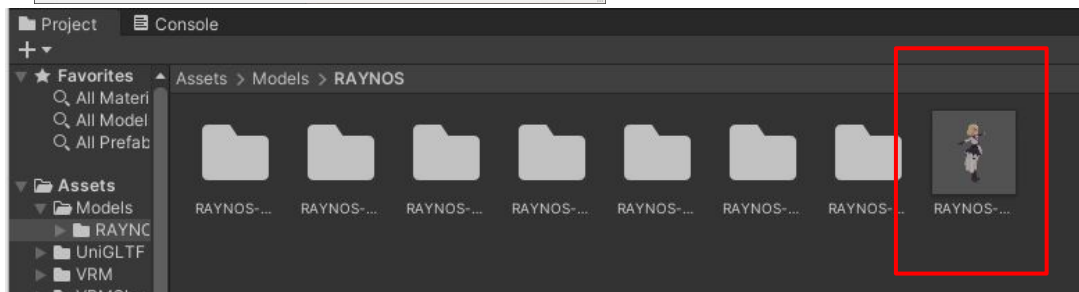 Project Console
Favorites
All Materi
All Model
All Prefab
Assets
Models
RAYNC
UniGLTF
VRM
Assets > Models > RAYNOS
RAYNOS-... RAYNOS-... RAYNOS-... RAYNOS-... RAYNOS-... RAYNOS-... RAYNOS-... RAYNOS-...